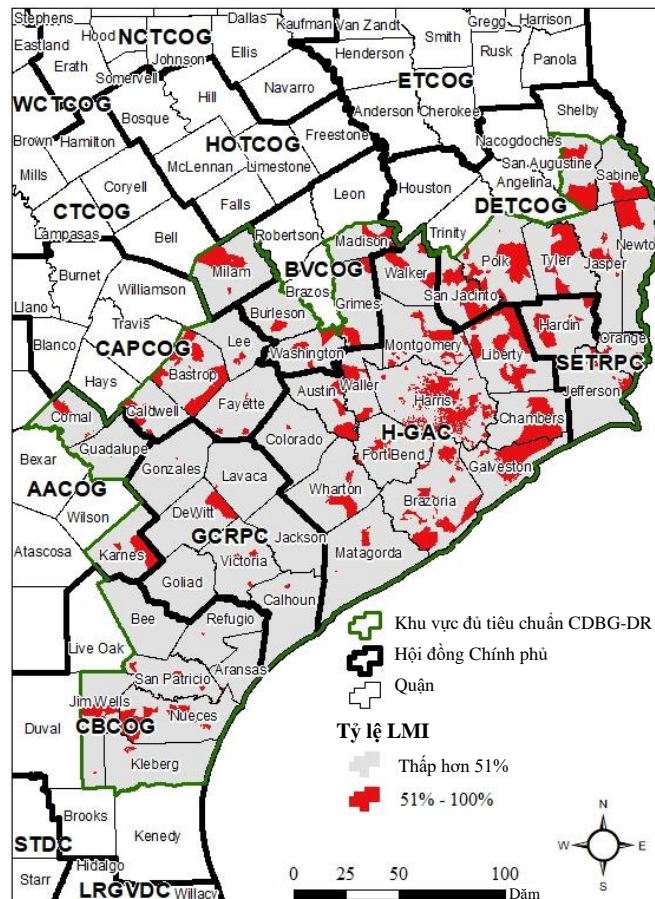 Stephens
Hood
Dallas
Kaufman
Van Zandt
Gregg
Harrison
Eastland
NCTCOG
Ellis
Smith
Rusk
Panola
Erath
Johnson
Henderson
Somervell
Navarro
ETCOG
WCTCOG
Hill
Bosque
Anderson
Cherokee
Shelby
Brown
Hamilton
HOTCOG
Freestone
Nacogdoches
McLennan
Limestone
San Augustine
Mills
Sabine
Coryell
Leon
Houston
Angelina
CTCOG
Falls
DETCOG
Lampasas
Bell
Robertson
Madison
Trinity
Newto
Burnet
Milam
BVCOG
Walker
Polk
Tyler
Jasper
Williamson
Brazos
Grimes
San Jacinto
Llano
Travis
Burleson
Hardin
Blanco
CAPCOG
Lee
Washington
Montgomery
Liberty
Orange
Hays
Bastrop
SETRPC
Austin
Waller
Harris
Jefferson
Comal
Caldwell
Fayette
Chambers
H-GAC
Guadalupe
Colorado
Fort Bend
Bexar
Gonzales
Lavaca
Galveston
AACOG
Wharton
Wilson
DeWitt
Brazoria
GCRPC
Jackson
Atascosa
Karnes
Victoria
Matagorda
Goliad
Calhoun
Bee
Refugio
Live Oak
Aransas
San Patricio
Jim Wells
Nueces
Duval
CBCOG
Kleberg
Brooks
STDC
Kenedy
Hidalgo
Starr
LRGVDC
Willacy
Khu vực đủ tiêu chuẩn CDBG-DR
Hội đồng Chính phủ
Quận
Tỷ lệ LMI
Thấp hơn 51%
51% - 100%
N
W
E
S
0 25 50 100
Dặm